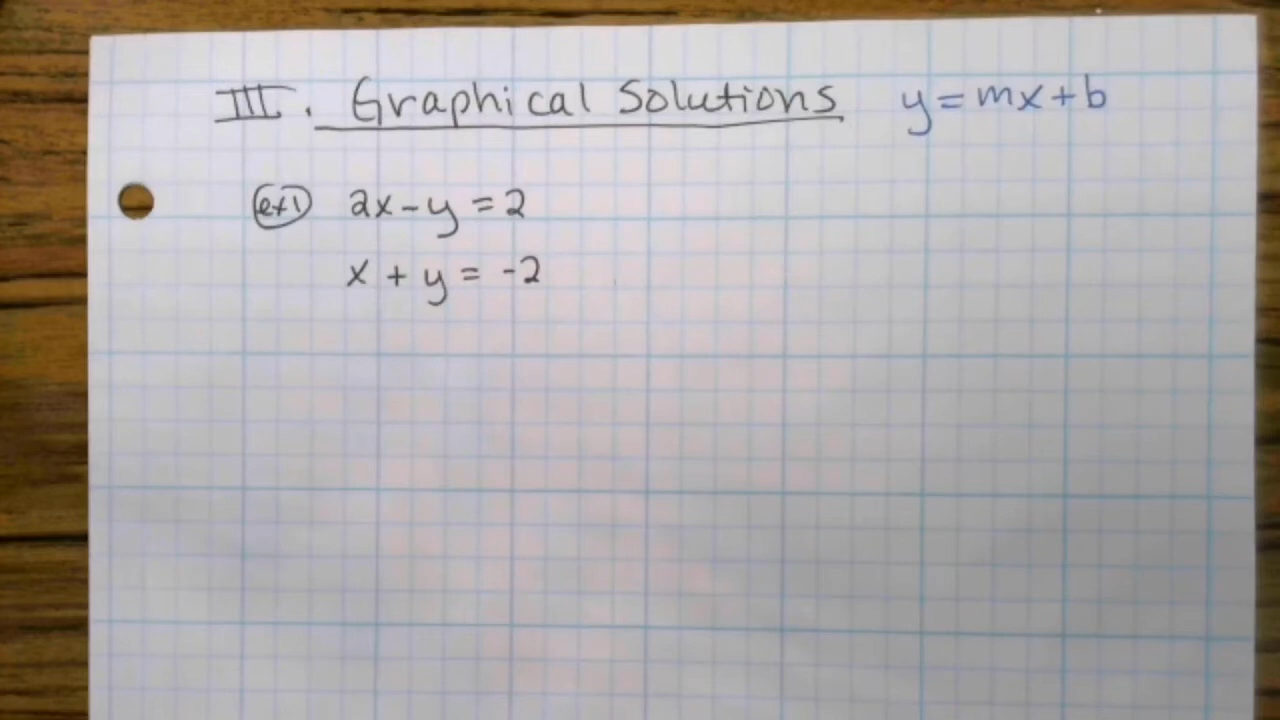 III. Graphical Solutions y=mx+b
ex1 2x-y=2
x+y=-2